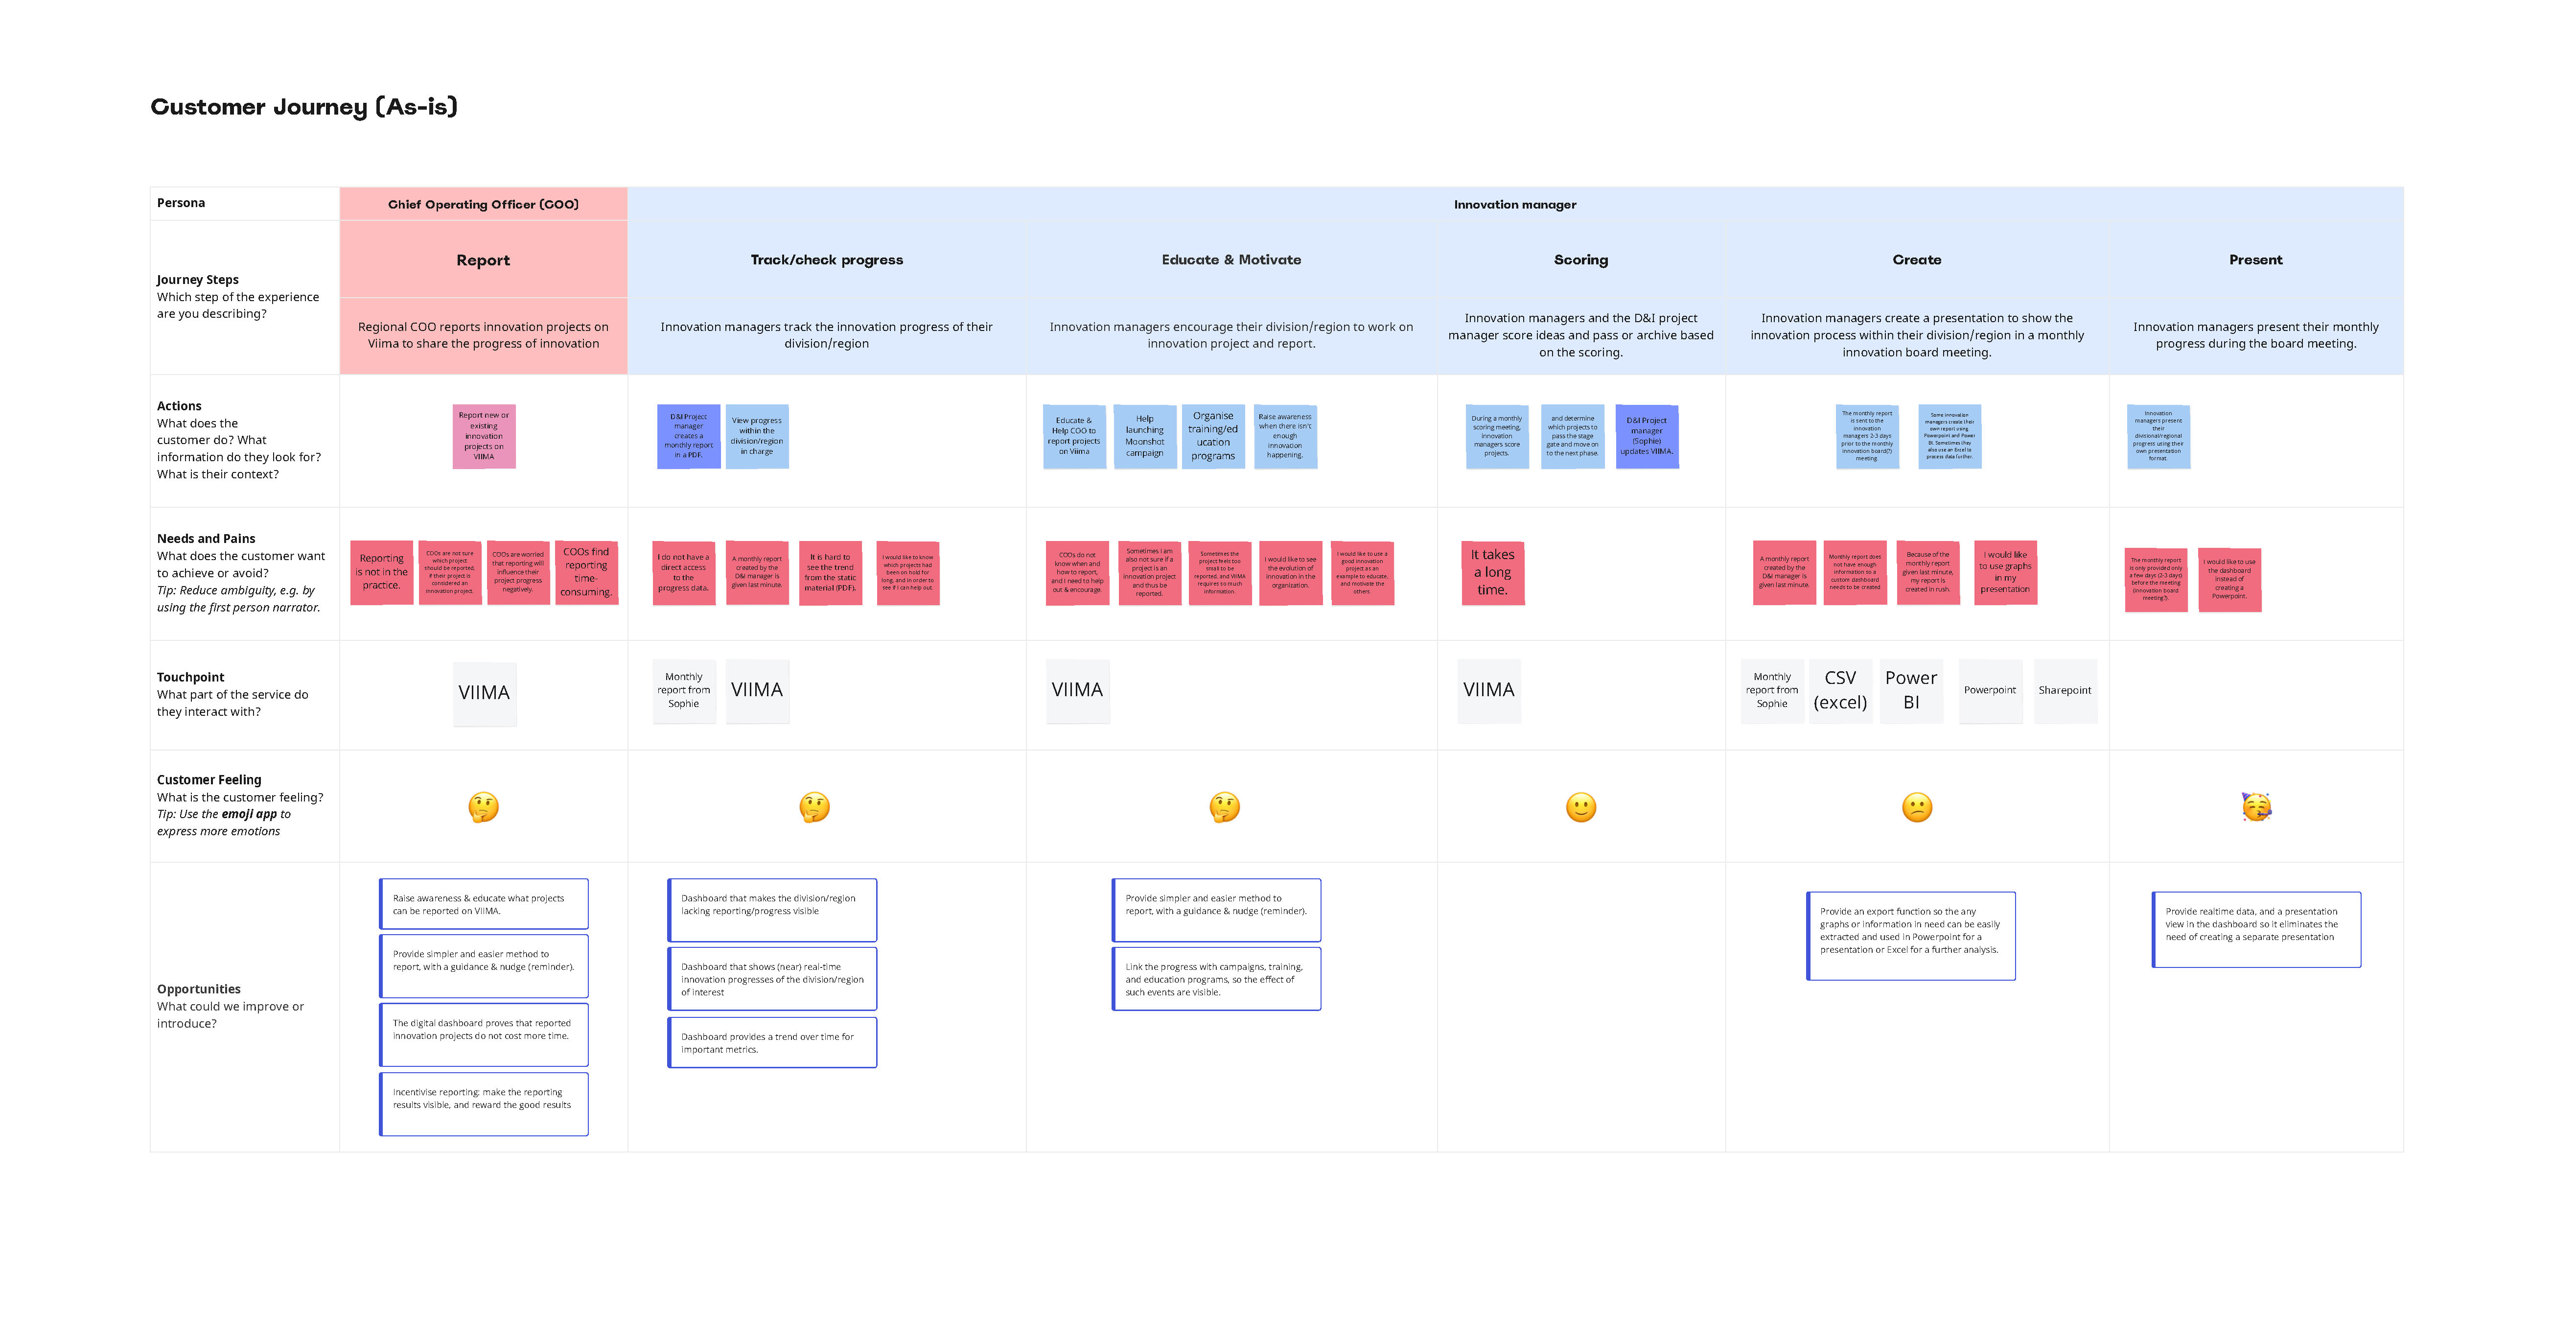 Customer Journey (As-is)
Persona
Chief Operating Officer (COO)
Innovation manager
Journey Steps
Which step of the experience
are you describing?
Report
Track/check progress
Educate & Motivate
Scoring
Create
Present
Regional COO reports innovation projects on
Viima to share the progress of innovation
Innovation managers track the innovation progress of their
division/region
Innovation managers encourage their division/region to work on
innovation project and report.
Innovation managers and the D&I project
manager score ideas and pass or archive based
on the scoring.
Innovation managers create a presentation to show the
innovation process within their division/region in a monthly
innovation board meeting.
Innovation managers present their monthly
progress during the board meeting.
Actions
What does the
customer do? What
information do they look for?
What is their context?
Report new or
existing
innovation
projects on
VIIMA
D&I Project
manager
creates a
monthly report
in a PDF.
View progress
within the
division/region
in charge
Educate &
Help COO to
report projects
on Viima
Help
launching
Moonshot
campaign
Organise
training/ed
ucation
programs
Raise awareness
when there isn't
enough
innovation
happening.
During a monthly
scoring meeting,
Innovation
managers score
projects.
and determine
which projects to
pass the stage
gate and move on
to the next phase.
D&I Project
manager
(Sophie)
updates VIIMA.
The monthly report
is sent to the
innovation
managers 2-3 days
prior to the monthly
innovation board(?)
meeting.
Some innovation
managers create their
own report using
Powerpoint and Power
BI. Sometimes they
also use an Excel to
process data further.
Innovation
managers present
their
divisional/regional
progress using their
own presentation
format.
Needs and Pains
What does the customer want
to achieve or avoid?
Tip: Reduce ambiguity, e.g. by
using the first person narrator.
Reporting
is not in the
practice.
COOs are not sure
which project
should be reported,
if their project is
considered an
innovation project.
COOs are worried
that reporting will
influence their
project progress
negatively.
COOs find
reporting
time-
consuming.
I do not have a
direct access
to the
progress data.
A monthly report
created by the
D&I manager is
given last minute.
It is hard to
see the trend
from the static
material (PDF).
I would like to know
which projects had
been on hold for
long, and in order to
see if I can help out.
COOs do not
know when and
how to report,
and I need to help
out & encourage.
Sometimes I am
also not sure if a
project is an
innovation project
and thus be
reported.
Sometimes the
project feels too
small to be
reported, and VIIMA
requires so much
information.
I would like to see
the evolution of
innovation in the
organization.
I would like to use a
good innovation
project as an
example to educate,
and motivate the
others.
It takes
a long
time.
A monthly report
created by the
D&I manager is
given last minute.
Monthly report does
not have enough
information so a
custom dashboard
needs to be created
Because of the
monthly report
given last minute,
my report is
created in rush.
I would like
to use graphs
in my
presentation
The monthly report
is only provided only
a few days (2-3 days)
before the meeting
(innovation board
meeting?).
I would like to use
the dashboard
instead of
creating a
Powerpoint.
Touchpoint
What part of the service do
they interact with?
VIIMA
Monthly
report from
Sophie
VIIMA
VIIMA
VIIMA
Monthly
report from
Sophie
CSV
(excel)
Power
BI
Powerpoint
Sharepoint
Customer Feeling
What is the customer feeling?
Tip: Use the emoji app to
express more emotions
Opportunities
What could we improve or
introduce?
Raise awareness & educate what projects
can be reported on VIIMA.
Provide simpler and easier method to
report, with a guidance & nudge (reminder).
The digital dashboard proves that reported
innovation projects do not cost more time.
Incentivise reporting: make the reporting
results visible, and reward the good results
Dashboard that makes the division/region
lacking reporting/progress visible
Dashboard that shows (near) real-time
innovation progresses of the division/region
of interest
Dashboard provides a trend over time for
important metrics.
Provide simpler and easier method to
report, with a guidance & nudge (reminder).
Link the progress with campaigns, training,
and education programs, so the effect of
such events are visible.
Provide an export function so the any
graphs or information in need can be easily
extracted and used in Powerpoint for a
presentation or Excel for a further analysis.
Provide realtime data, and a presentation
view in the dashboard so it eliminates the
need of creating a separate presentation